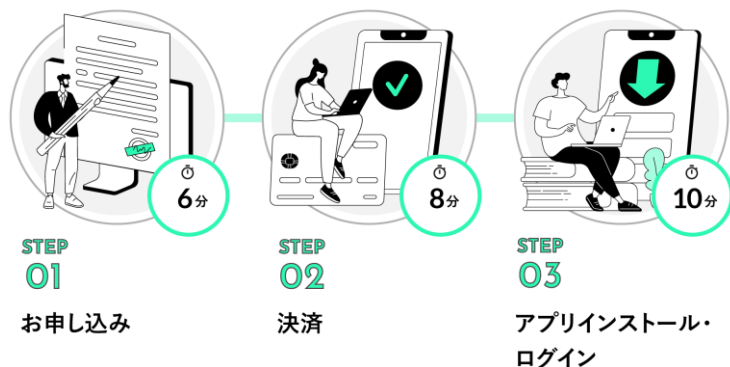 6分
8分
10分
STEP
01
お申し込み
STEP
02
決済
STEP
03
アプリインストール・
ログイン